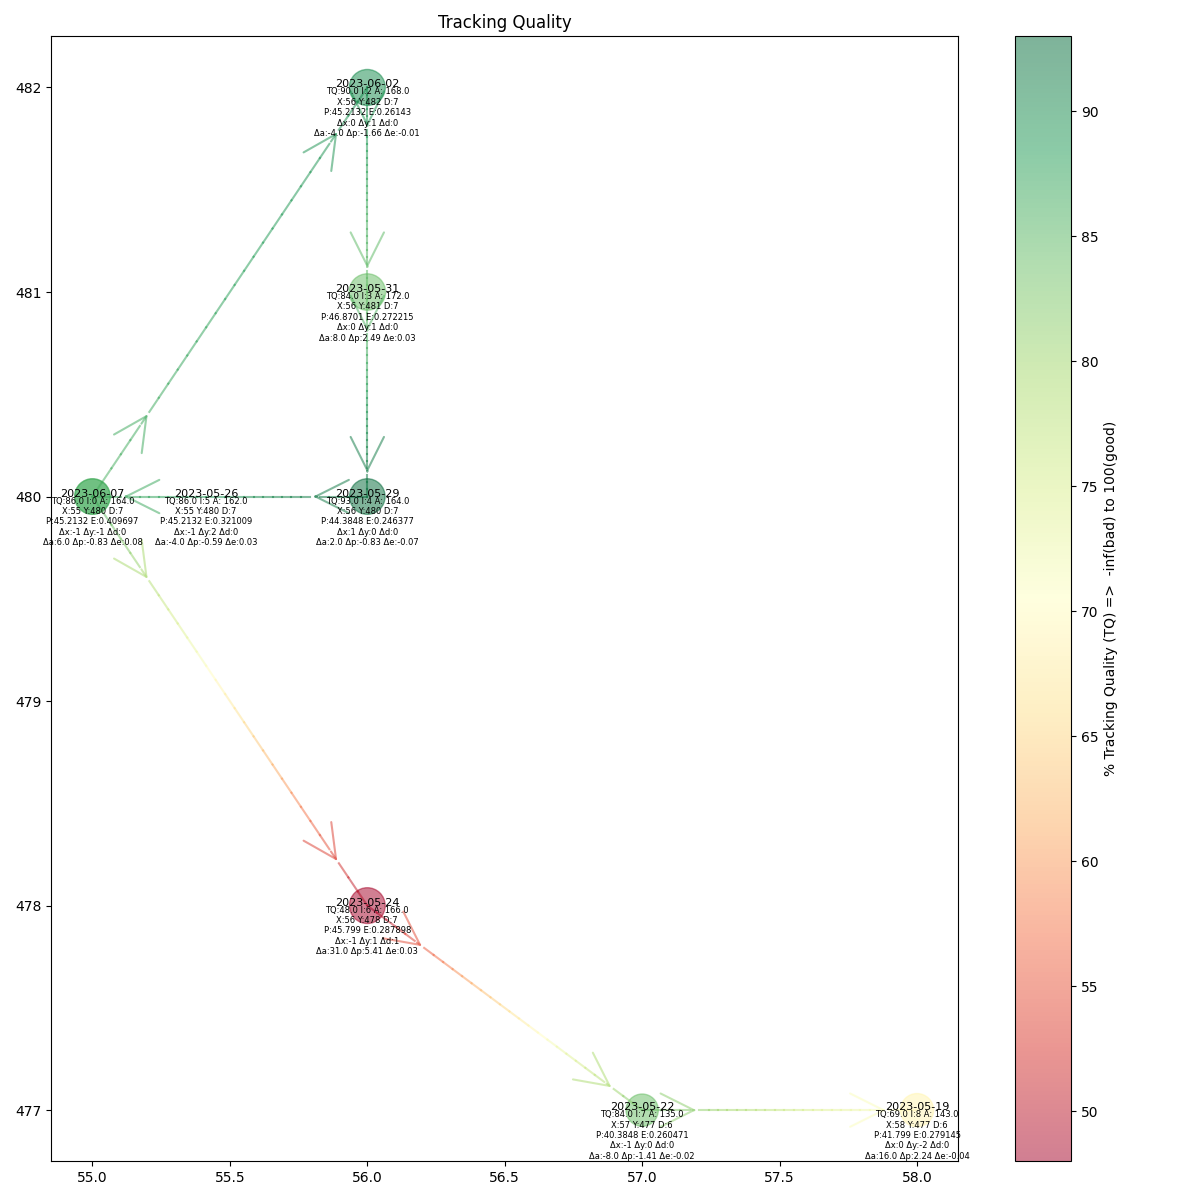 Tracking Quality
482
481
480
479
478
477
55.0
55.5
56.0
56.5
57.0
57.5
58.0
2023-06-02
TQ:90.0 I:2 A: 168.0
X:56 Y:482 D:7
P:45.2132 E:0.26143
Δx:0 Δy:1 Δd:0
Δa:-4.0 Δp:-1.66 Δe:-0.01
2023-05-31
TQ:84.0 I:3 A: 172.0
X:56 Y:481 D:7
P:46.8701 E:0.272215
Δx:0 Δy:1 Δd:0
Δa:8.0 Δp:2.49 Δe:0.03
2023-06-07
TQ:86.0 I:0 A: 164.0
X:55 Y:480 D:7
P:45.2132 E:0.409697
Δx:-1 Δy:-1 Δd:0
Δa:6.0 Δp:-0.83 Δe:0.08
2023-05-26
TQ:86.0 I:5 A: 162.0
X:55 Y:480 D:7
P:45.2132 E:0.321009
Δx:-1 Δy:2 Δd:0
Δa:-4.0 Δp:-0.59 Δe:0.03
2023-05-29
TQ:93.0 I:4 A: 164.0
X:56 Y:480 D:7
P:44.3848 E:0.246377
Δx:1 Δy:0 Δd:0
Δa:2.0 Δp:-0.83 Δe:-0.07
2023-05-24
TQ:48.0 I:6 A: 166.0
X:56 Y:478 D:7
P:45.799 E:0.287898
Δx:-1 Δy:1 Δd:1
Δa:31.0 Δp:5.41 Δe:0.03
2023-05-22
TQ:84.0 I:7 A: 135.0
X:57 Y:477 D:6
P:40.3848 E:0.260471
Δx:-1 Δy:0 Δd:0
Δa:-8.0 Δp:-1.41 Δe:-0.02
2023-05-19
TQ:69.0 I:8 A: 143.0
X:58 Y:477 D:6
P:41.799 E:0.279145
Δx:0 Δy:-2 Δd:0
Δa:16.0 Δp:2.24 Δe:-0.04
90
85
80
75
70
65
60
55
50
% Tracking Quality (TQ) =>  -inf(bad) to 100(good)